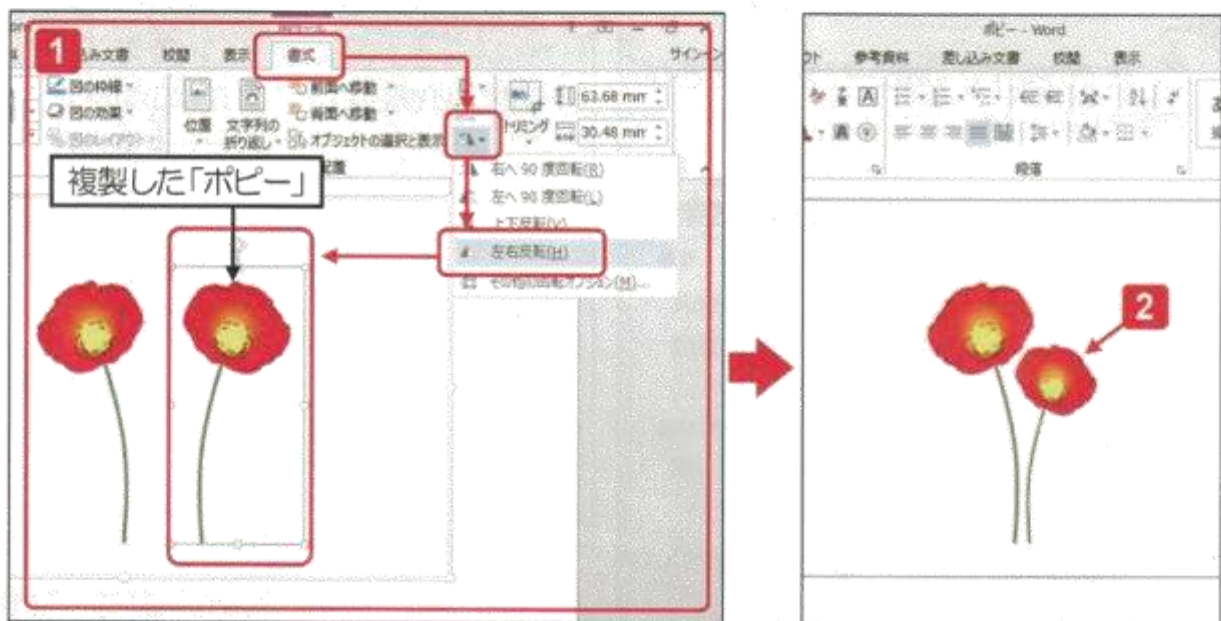 1
込み文書 校閲 表示 書式 サインイン
図の枠線
図の効果
図のレイアウト
位置
文字列の
折り返し
前面へ移動
背面へ移動
オブジェクトの選択と表示
配置
トリミング
63.68 mm
30.48 mm
右へ 90 度回転(R)
左へ 90 度回転(L)
上下反転(V)
左右反転(H)
その他の回転オプション(M)...
複製した「ポピー」
ポピー - Word
参考資料 差し込み文書 校閲 表示
段落
2